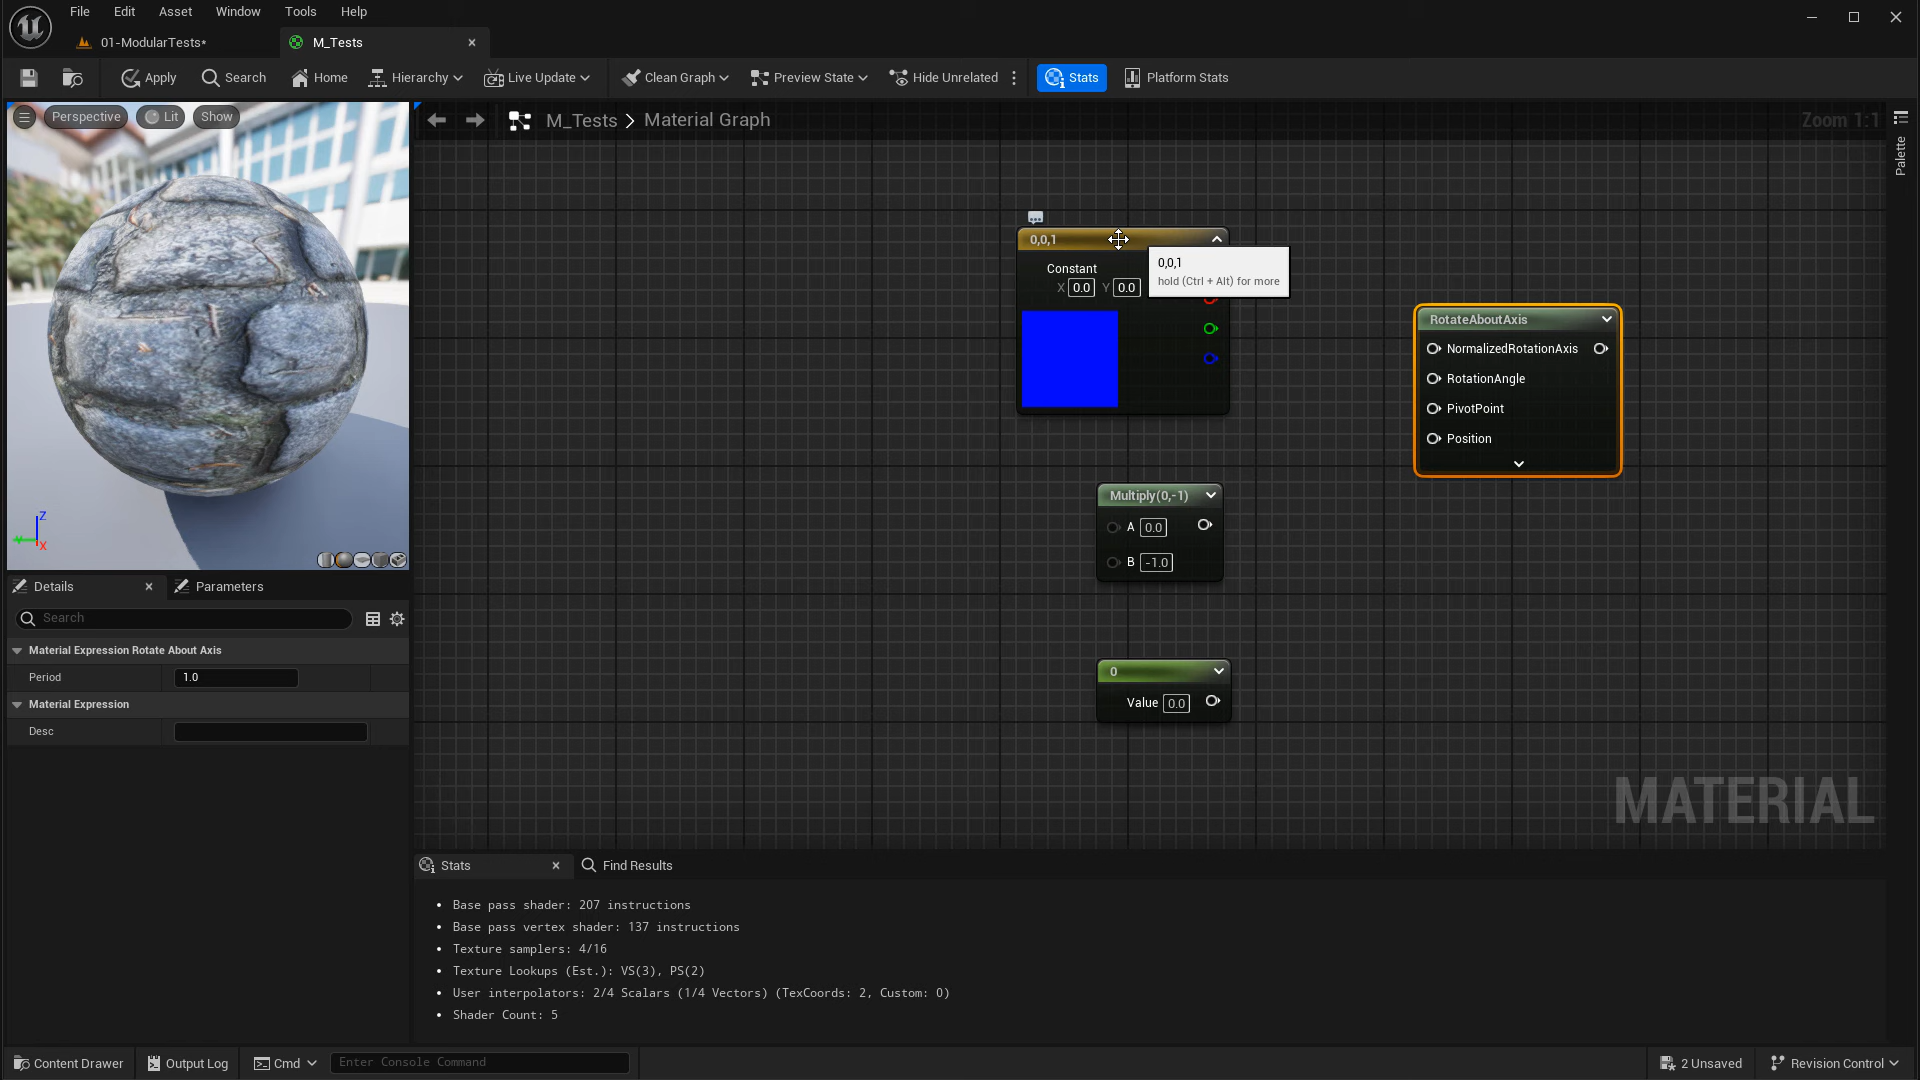 File Edit Asset Window Tools Help
01-ModularTests*
M_Tests
Apply Search Home Hierarchy Live Update Clean Graph Preview State Hide Unrelated Stats Platform Stats
Perspective Lit Show
M_Tests Material Graph
Zoom 1:1
Palette
0,0,1
Constant
X 0.0 Y 0.0
0,0,1
hold (Ctrl + Alt) for more
RotateAboutAxis
NormalizedRotationAxis
RotationAngle
PivotPoint
Position
Multiply(0,-1)
A 0.0
B -1.0
0
Value 0.0
MATERIAL
Z
Y
X
Details Parameters
Search
Material Expression Rotate About Axis
Period 1.0
Material Expression
Desc
Stats Find Results
• Base pass shader: 207 instructions
• Base pass vertex shader: 137 instructions
• Texture samplers: 4/16
• Texture Lookups (Est.): VS(3), PS(2)
• User interpolators: 2/4 Scalars (1/4 Vectors) (TexCoords: 2, Custom: 0)
• Shader Count: 5
Content Drawer Output Log Cmd Enter Console Command
2 Unsaved Revision Control